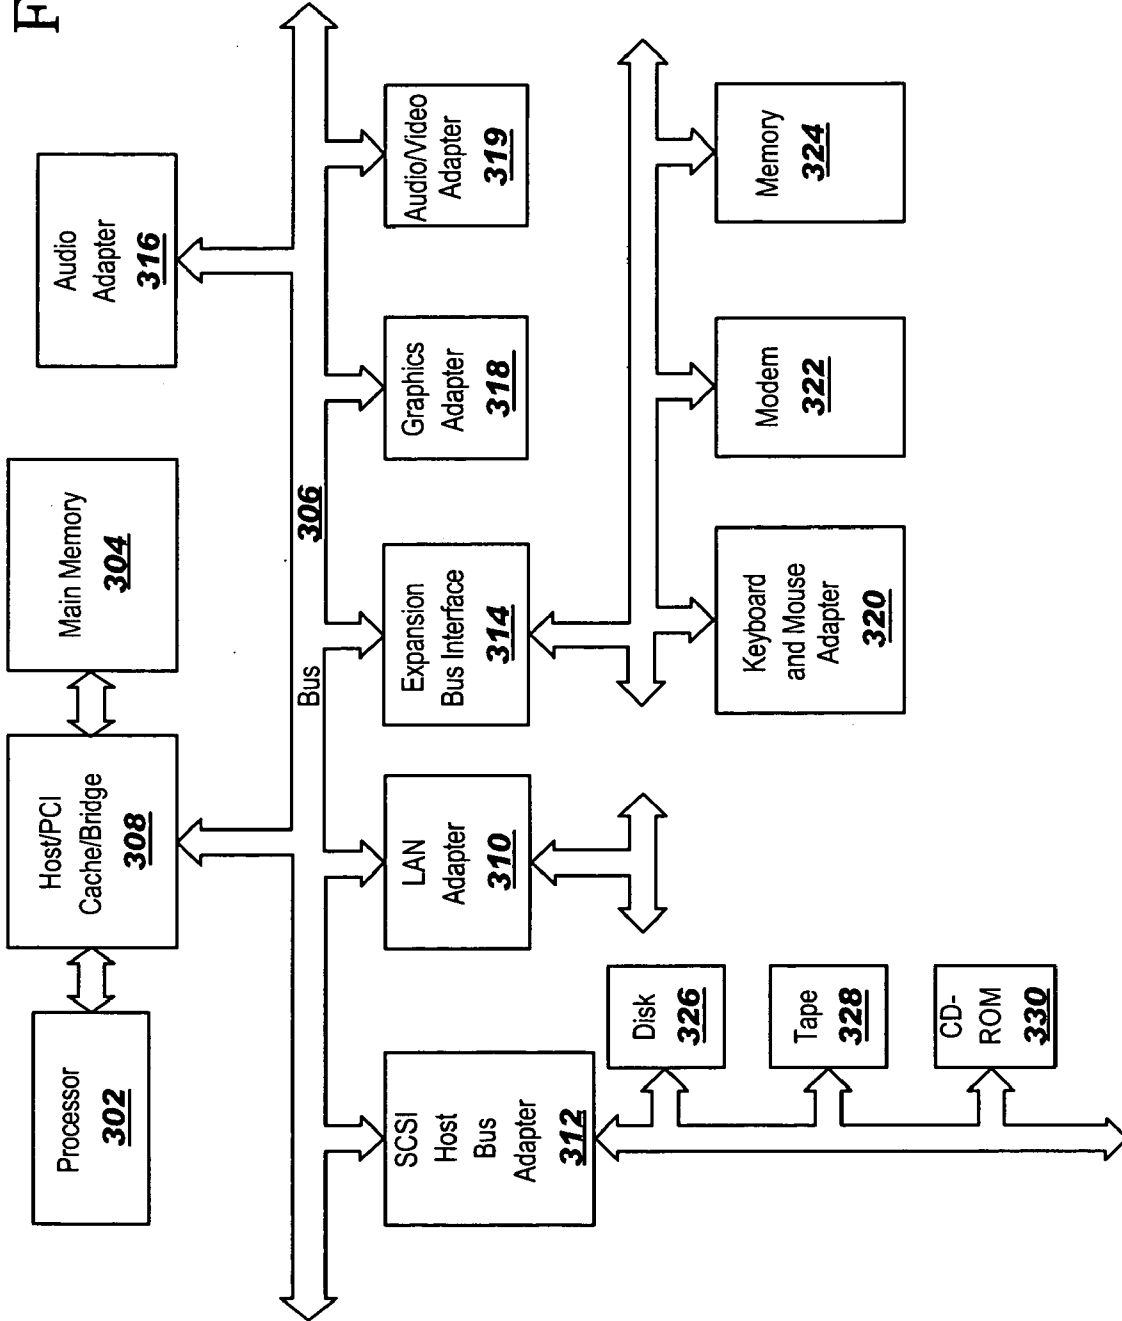 F
Processor
302
Host/PCI
Cache/Bridge
308
Main Memory
304
Audio
Adapter
316
Bus
306
SCSI
Host
Bus
Adapter
312
LAN
Adapter
310
Expansion
Bus Interface
314
Graphics
Adapter
318
Audio/Video
Adapter
319
Disk
326
Tape
328
CD-
ROM
330
Keyboard
and Mouse
Adapter
320
Modem
322
Memory
324